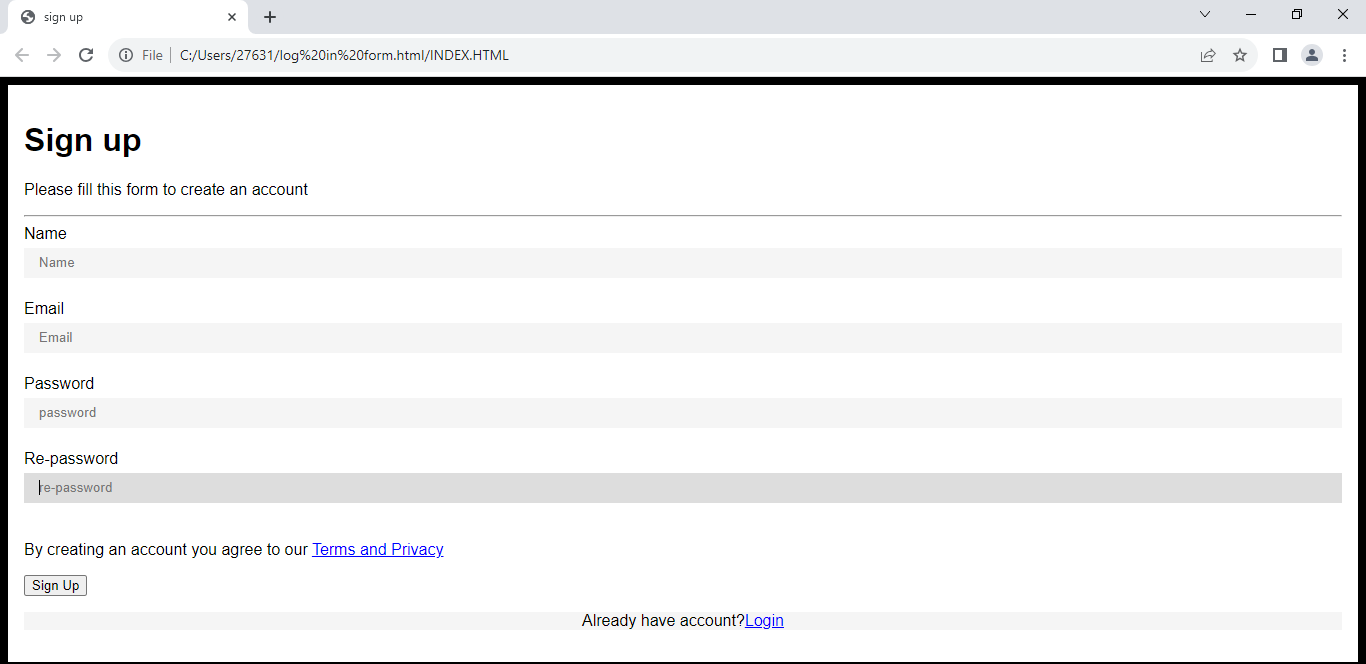 sign up
File C:/Users/27631/log%20in%20form.html/INDEX.HTML
Sign up
Please fill this form to create an account
Name
Name
Email
Email
Password
password
Re-password
re-password
By creating an account you agree to our Terms and Privacy
Sign Up
Already have account?Login